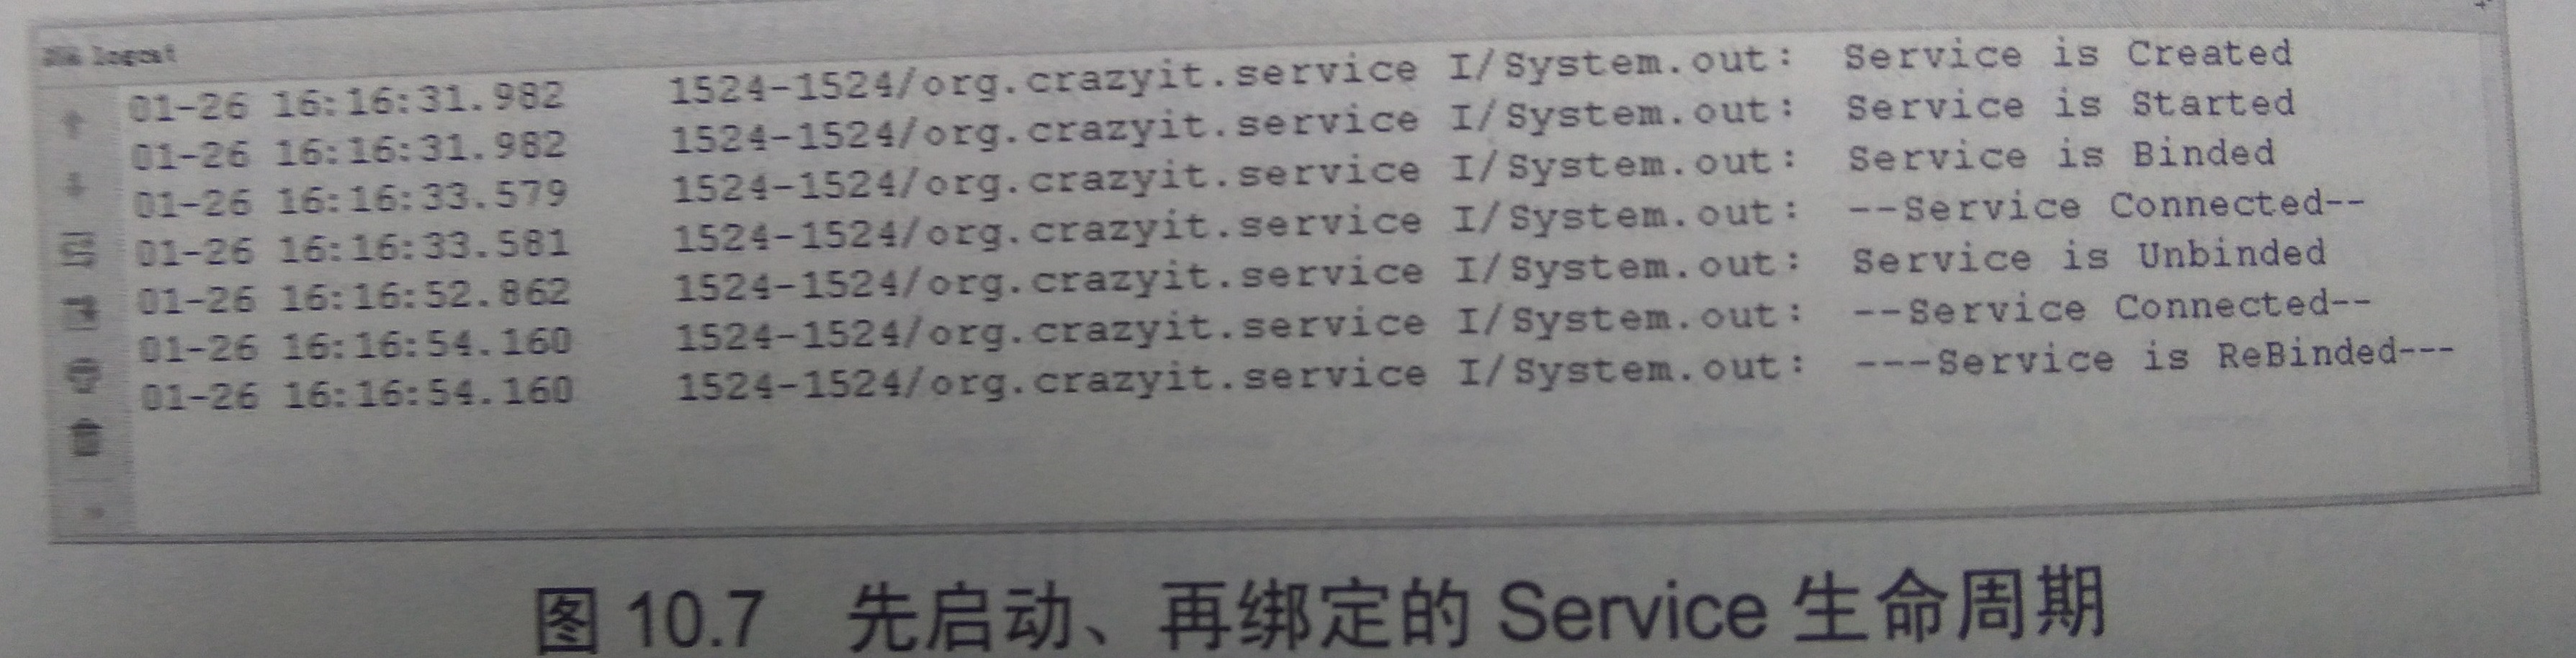 logcat
01-26 16:16:31.982 1524-1524/org.crazyit.service I/System.out: Service is Created
01-26 16:16:31.982 1524-1524/org.crazyit.service I/System.out: Service is Started
01-26 16:16:33.579 1524-1524/org.crazyit.service I/System.out: Service is Binded
01-26 16:16:33.581 1524-1524/org.crazyit.service I/System.out: --Service Connected--
01-26 16:16:52.862 1524-1524/org.crazyit.service I/System.out: Service is Unbinded
01-26 16:16:54.160 1524-1524/org.crazyit.service I/System.out: --Service Connected--
01-26 16:16:54.160 1524-1524/org.crazyit.service I/System.out: ---Service is ReBinded---
图 10.7 先启动、再绑定的 Service 生命周期